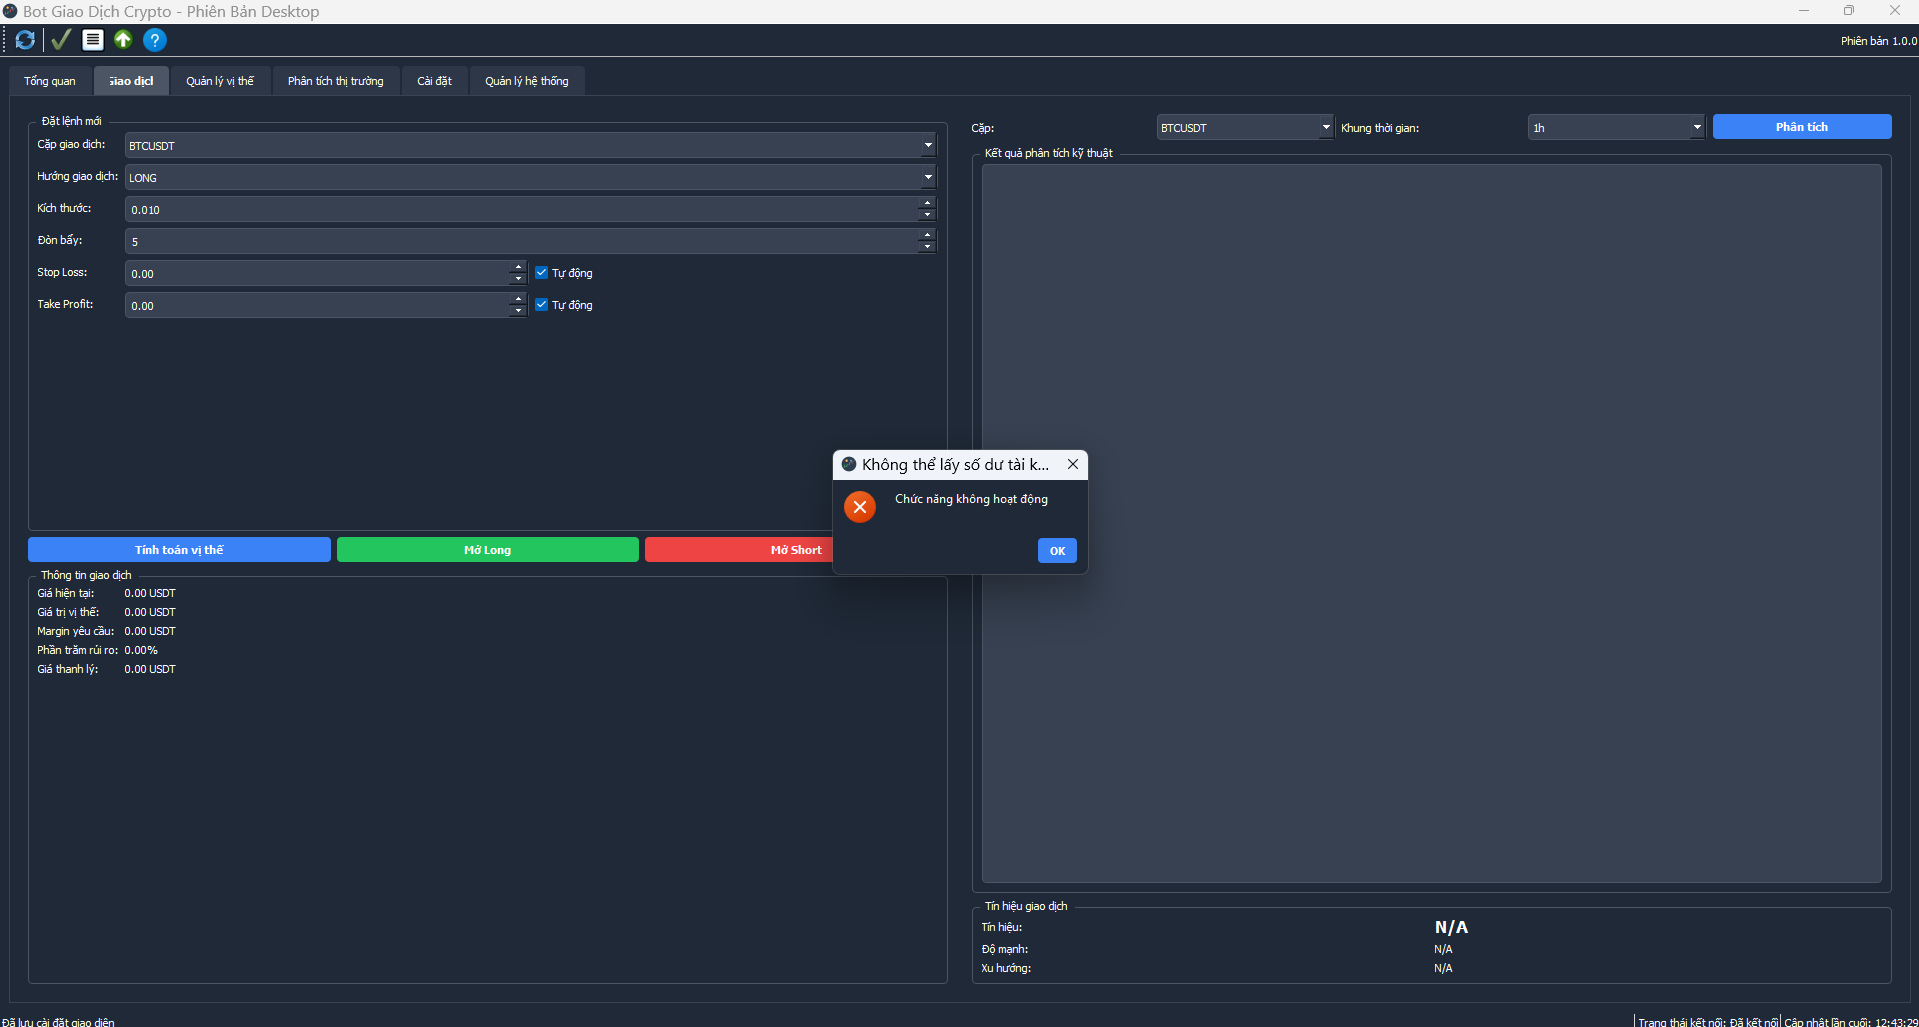 Bot Giao Dịch Crypto - Phiên Bản Desktop
Phiên bản 1.0.0
Tổng quan
Giao dịch
Quản lý vị thế
Phân tích thị trường
Cài đặt
Quản lý hệ thống
Đặt lệnh mới
Cặp giao dịch: BTCUSDT
Hướng giao dịch: LONG
Kích thước: 0.010
Đòn bẩy: 5
Stop Loss: 0.00 Tự động
Take Profit: 0.00 Tự động
Tính toán vị thế
Mở Long
Mở Short
Thông tin giao dịch
Giá hiện tại: 0.00 USDT
Giá trị vị thế: 0.00 USDT
Margin yêu cầu: 0.00 USDT
Phần trăm rủi ro: 0.00%
Giá thanh lý: 0.00 USDT
Cặp: BTCUSDT Khung thời gian: 1h Phân tích
Kết quả phân tích kỹ thuật
Không thể lấy số dư tài k...
Chức năng không hoạt động
OK
Tín hiệu giao dịch
Tín hiệu: N/A
Độ mạnh: N/A
Xu hướng: N/A
Đã lưu cài đặt giao diện
Trạng thái kết nối: Đã kết nối
Cập nhật lần cuối: 12:43:29